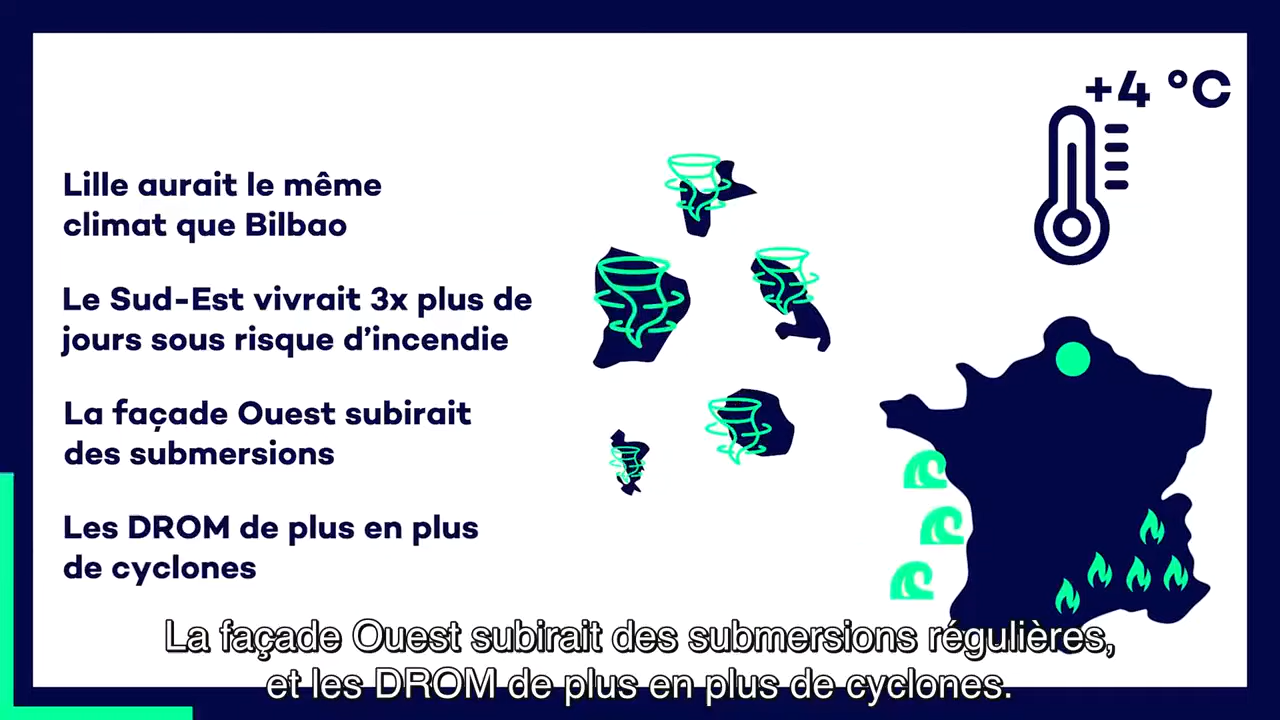 +4 °C
Lille aurait le même
climat que Bilbao
Le Sud-Est vivrait 3x plus de
jours sous risque d'incendie
La façade Ouest subirait
des submersions
Les DROM de plus en plus
de cyclones
La façade Ouest subirait des submersions régulières,
et les DROM de plus en plus de cyclones.